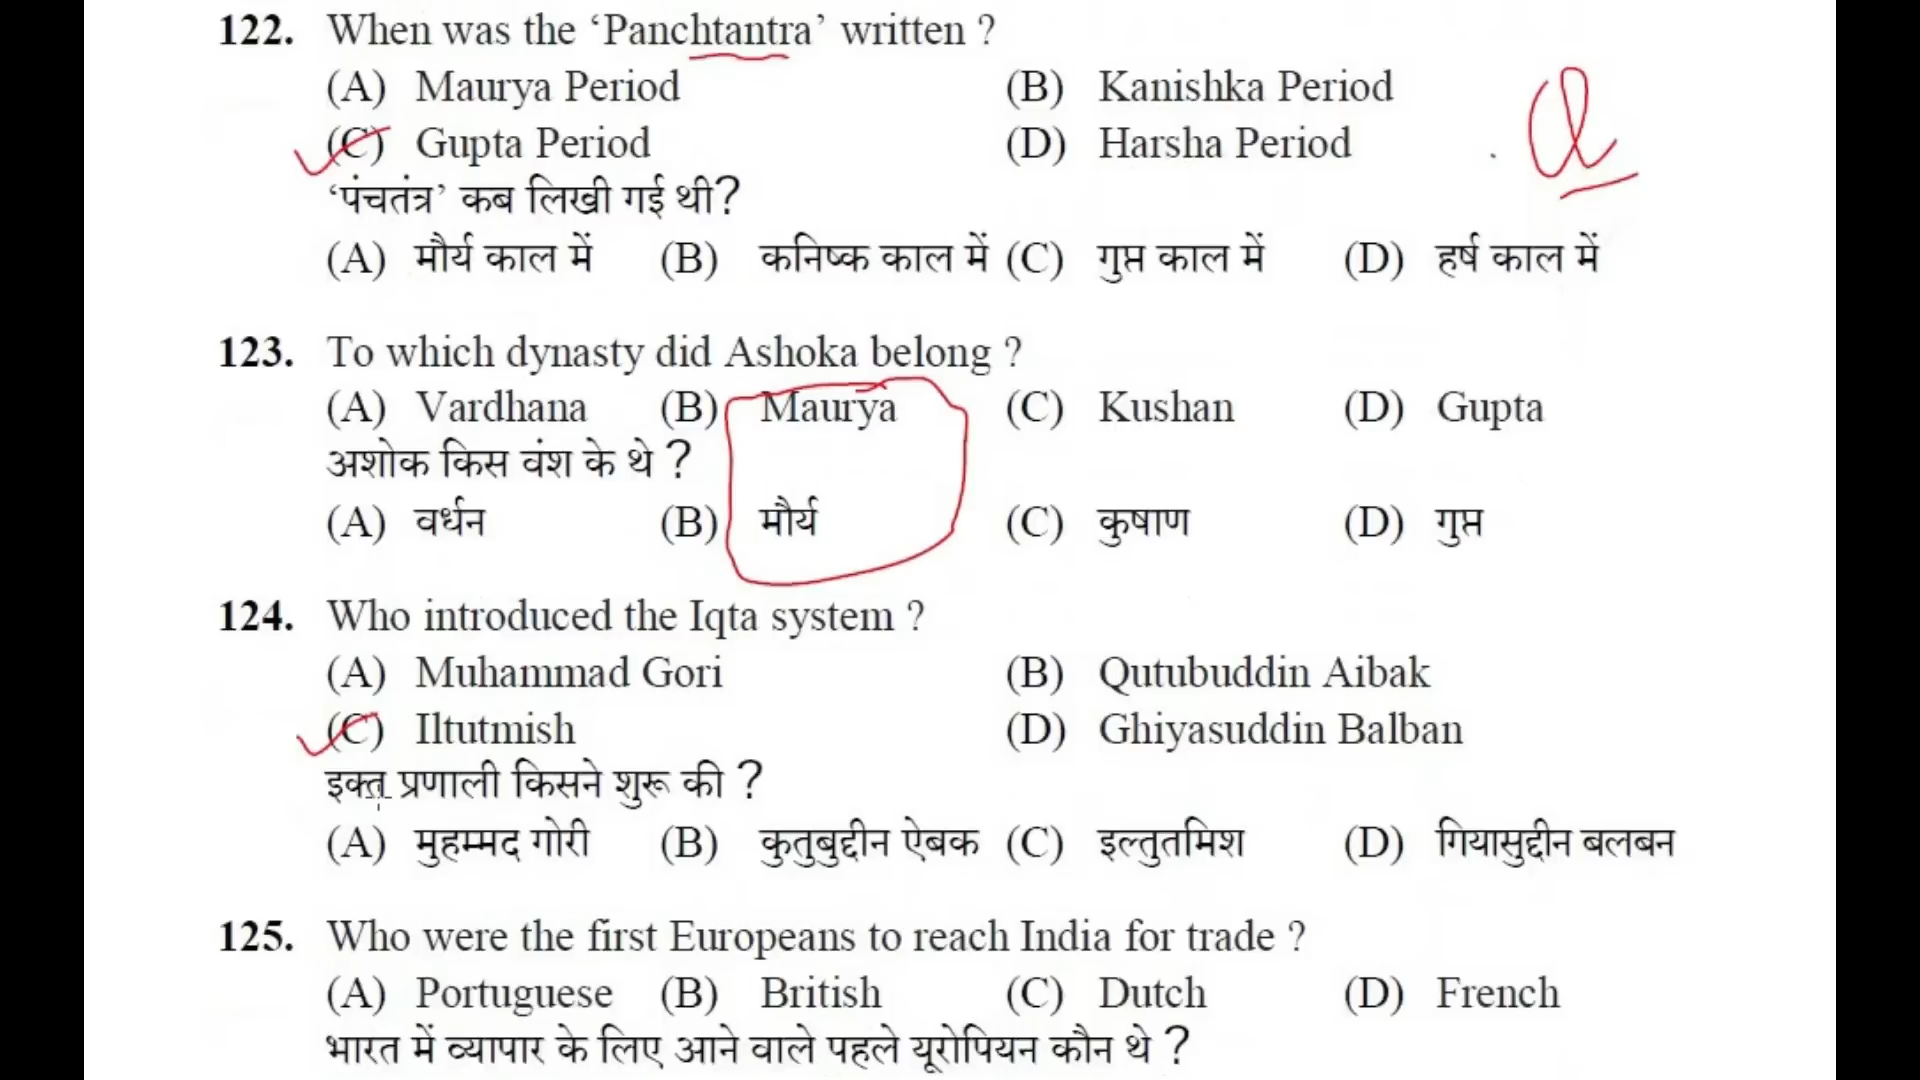 122. When was the ‘Panchtantra’ written ?
(A) Maurya Period (B) Kanishka Period
(C) Gupta Period (D) Harsha Period
‘पंचतंत्र’ कब लिखी गई थी?
(A) मौर्य काल में (B) कनिष्क काल में (C) गुप्त काल में (D) हर्ष काल में
123. To which dynasty did Ashoka belong ?
(A) Vardhana (B) Maurya (C) Kushan (D) Gupta
अशोक किस वंश के थे ?
(A) वर्धन (B) मौर्य (C) कुषाण (D) गुप्त
124. Who introduced the Iqta system ?
(A) Muhammad Gori (B) Qutubuddin Aibak
(C) Iltutmish (D) Ghiyasuddin Balban
इक्त प्रणाली किसने शुरू की ?
(A) मुहम्मद गोरी (B) कुतुबुद्दीन ऐबक (C) इल्तुतमिश (D) गियासुद्दीन बलबन
125. Who were the first Europeans to reach India for trade ?
(A) Portuguese (B) British (C) Dutch (D) French
भारत में व्यापार के लिए आने वाले पहले यूरोपियन कौन थे ?